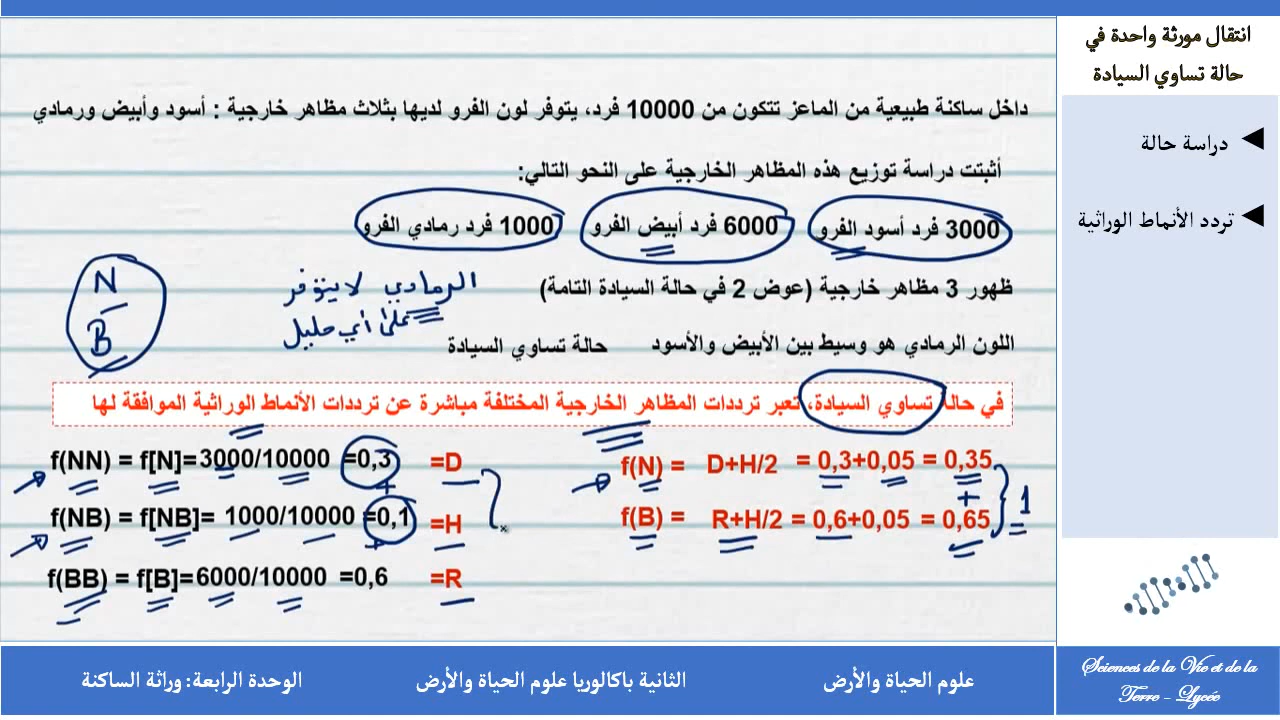 انتقال مورثة واحدة في
حالة تساوي السيادة
دراسة حالة
تردد الأنماط الوراثية
داخل ساكنة طبيعية من الماعز تتكون من 10000 فرد، يتوفر لون الفرو لديها بثلاث مظاهر خارجية : أسود وأبيض ورمادي
أثبتت دراسة توزيع هذه المظاهر الخارجية على النحو التالي:
3000 فرد أسود الفرو 6000 فرد أبيض الفرو 1000 فرد رمادي الفرو
ظهور 3 مظاهر خارجية (عوض 2 في حالة السيادة التامة)
الرمادي لا يتوفر
على أي حليل
N
B
اللون الرمادي هو وسيط بين الأبيض والأسود حالة تساوي السيادة
في حالة تساوي السيادة، تعبر ترددات المظاهر الخارجية المختلفة مباشرة عن ترددات الأنماط الوراثية الموافقة لها
f(NN) = f[N]=3000/10000 =0,3 =D
+
f(NB) = f[NB]= 1000/10000 =0,1 =H
+
f(BB) = f[B]=6000/10000 =0,6 =R
f(N) = D+H/2 = 0,3+0,05 = 0,35
+
1
f(B) = R+H/2 = 0,6+0,05 = 0,65
علوم الحياة والأرض
الثانية باكالوريا علوم الحياة والأرض
الوحدة الرابعة: وراثة الساكنة
Sciences de la Vie et de la
Terre - Lycée